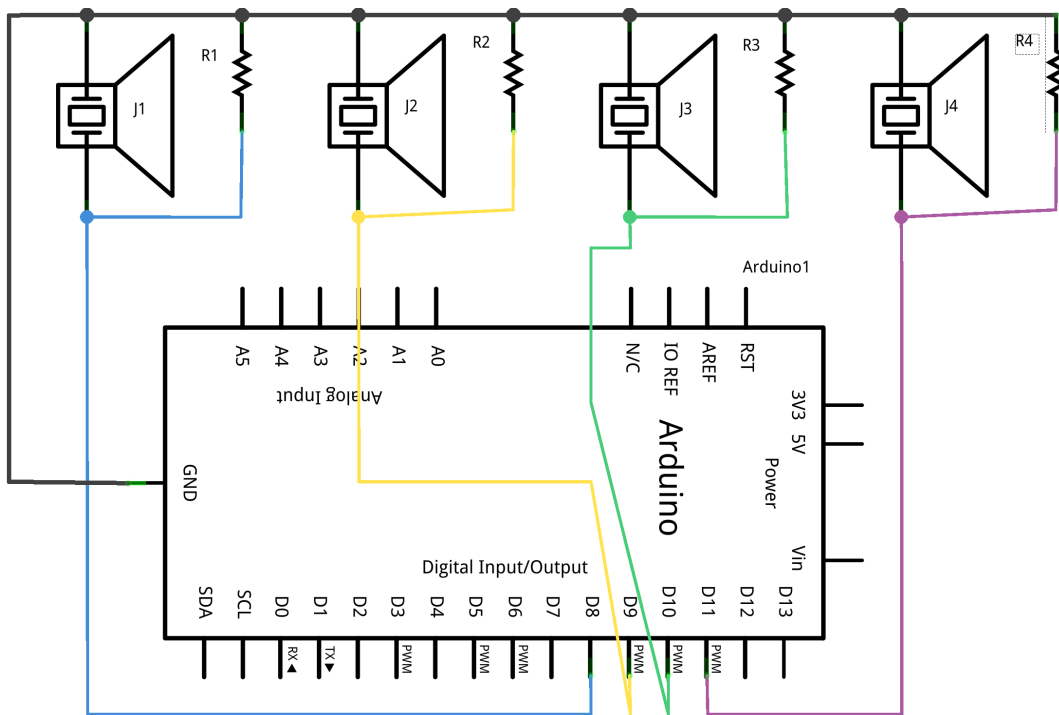 R1
R2
R3
R4
J1
J2
J3
J4
Arduino1
A5
A4
A3
A2
A1
A0
N/C
IO REF
AREF
RST
Analog Input
3V3
5V
Power
Arduino
GND
Vin
Digital Input/Output
SDA
SCL
D0
D1
D2
D3
D4
D5
D6
D7
D8
D9
D10
D11
D12
D13
RX
TX
PWM
PWM
PWM
PWM
PWM
PWM